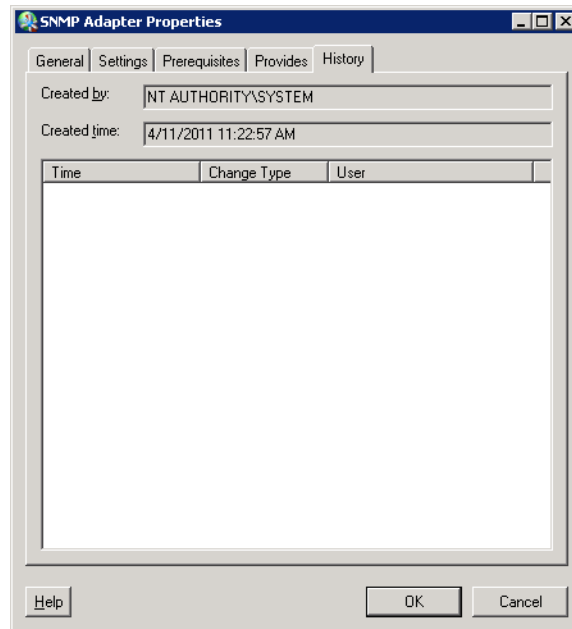 SNMP Adapter Properties
General Settings Prerequisites Provides History
Created by: NT AUTHORITY\SYSTEM
Created time: 4/11/2011 11:22:57 AM
Time Change Type User
Help OK Cancel